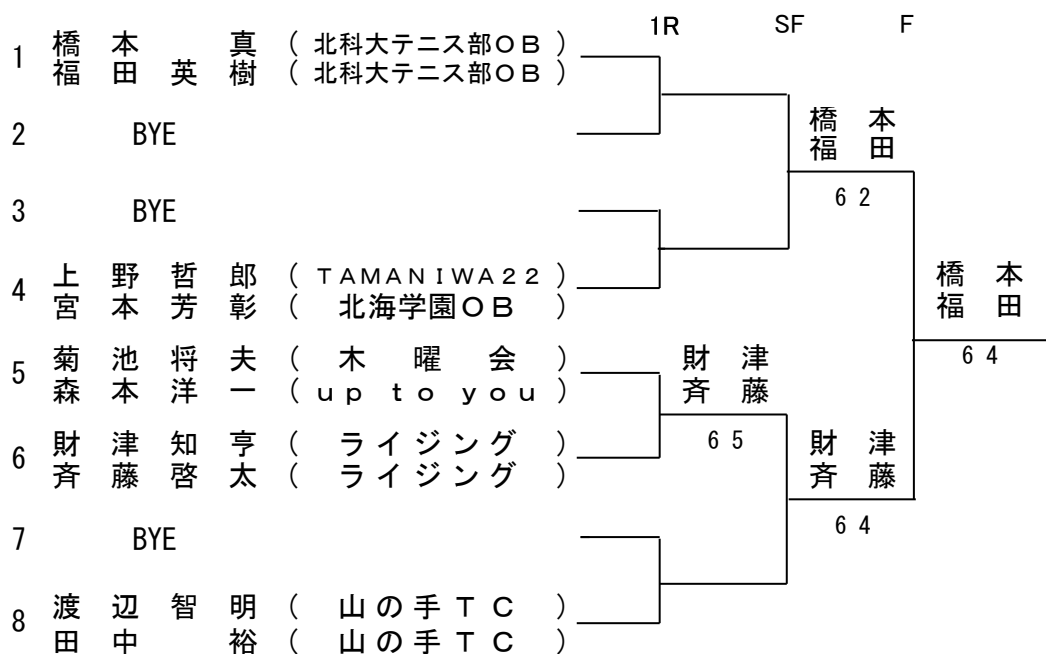 1R SF F
1 橋本 真 ( 北科大テニス部ＯＢ )
福田英樹 ( 北科大テニス部ＯＢ )
2 BYE
橋本
福田
6 2
3 BYE
4 上野哲郎 ( ＴＡＭＡＮＩＷＡ２２ )
宮本芳彰 ( 北海学園ＯＢ )
橋本
福田
6 4
5 菊池将夫 ( 木曜会 )
森本洋一 ( ｕｐ ｔｏ ｙｏｕ )
財津
斉藤
6 5
6 財津知亨 ( ライジング )
斉藤啓太 ( ライジング )
財津
斉藤
6 4
7 BYE
8 渡辺智明 ( 山の手ＴＣ )
田中 裕 ( 山の手ＴＣ )